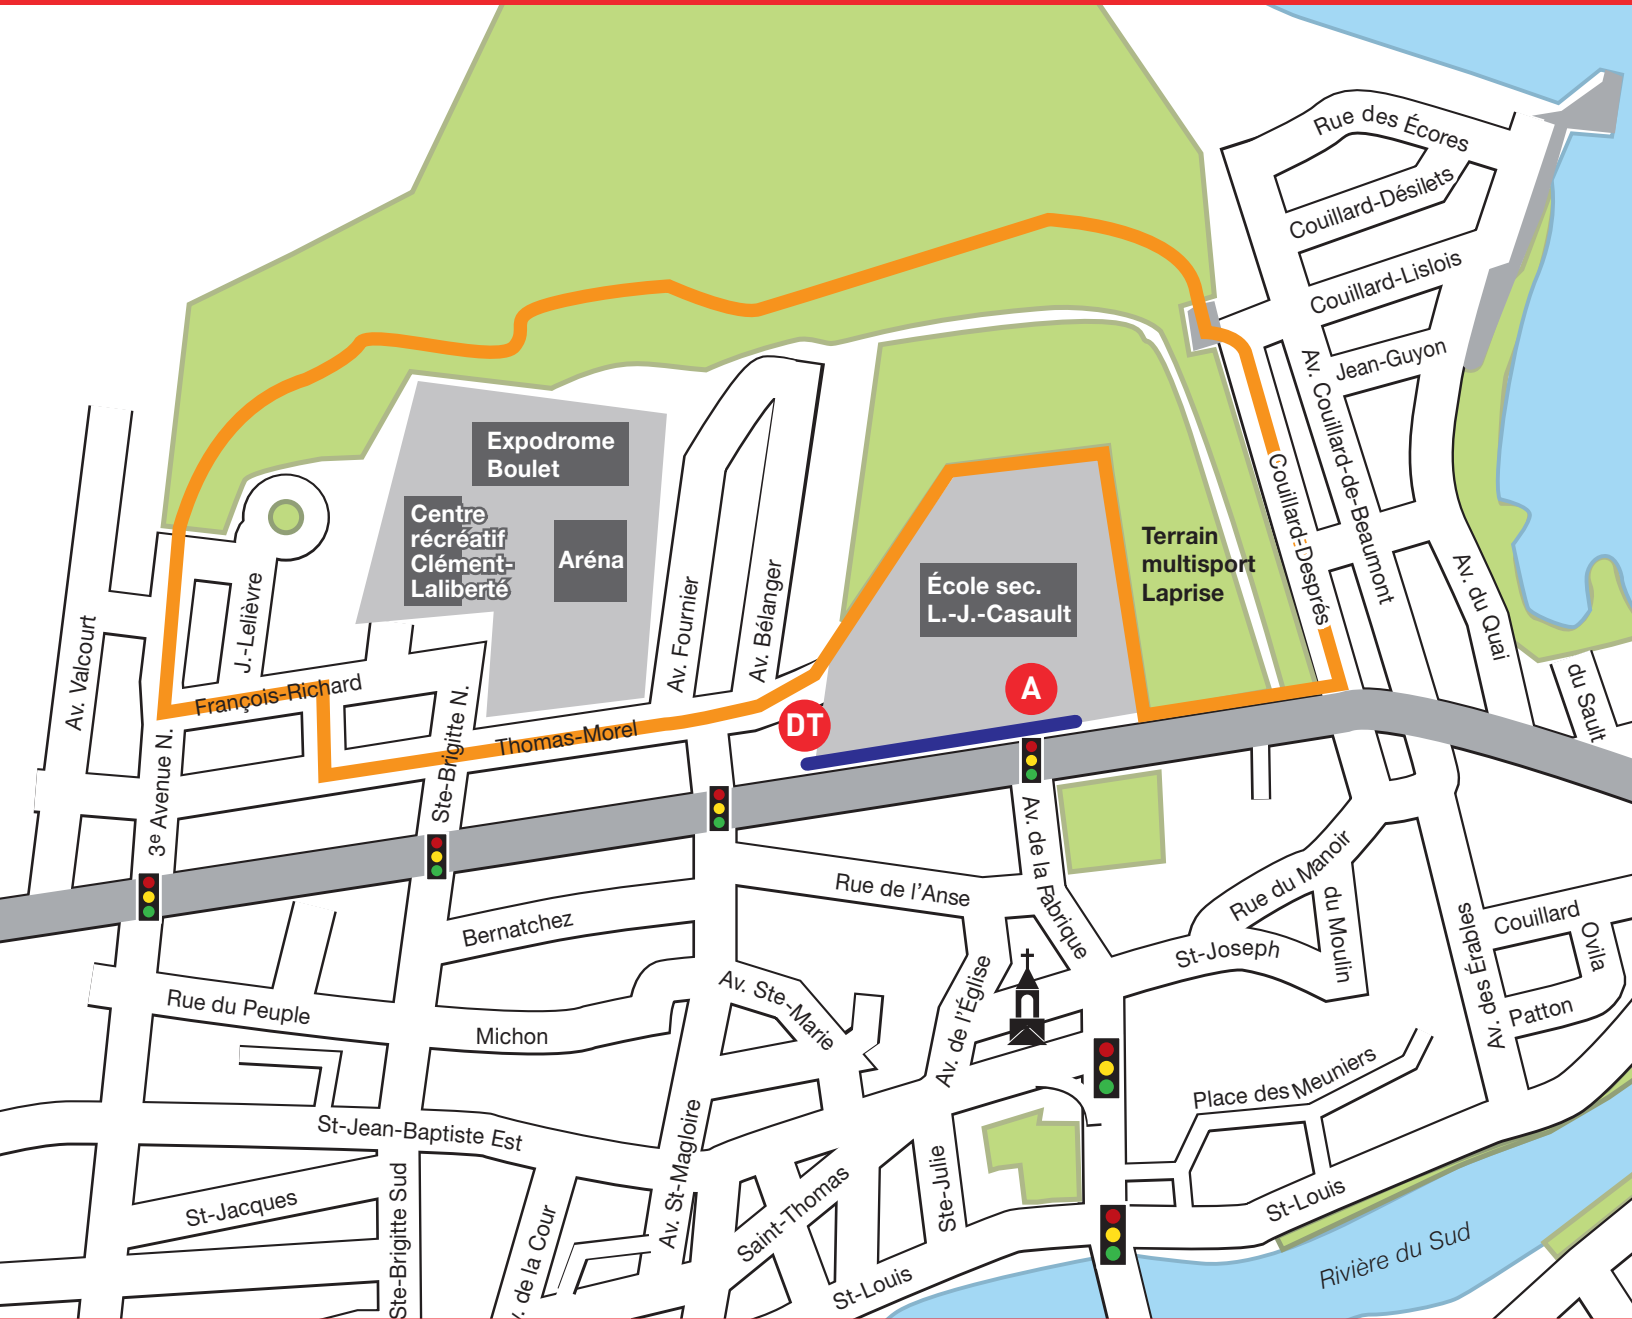 Rue des Écores
Couillard-Désilets
Couillard-Lislois
Jean-Guyon
Av. Couillard-de-Beaumont
Couillard-Després
Expodrome
Boulet
Centre
récréatif
Clément-
Laliberté
Aréna
École sec.
L.-J.-Casault
Terrain
multisport
Laprise
Av. du Quai
du Sault
Av. Valcourt
J.-Lelièvre
Av. Fournier
Av. Bélanger
François-Richard
Thomas-Morel
Ste-Brigitte N.
3e Avenue N.
DT
A
Av. de la Fabrique
Rue de l'Anse
Rue du Manoir
du Moulin
St-Joseph
Av. des Érables
Couillard
Ovila
Patton
Bernatchez
Rue du Peuple
Michon
Av. Ste-Marie
Av. de l'Église
Place des Meuniers
St-Jean-Baptiste Est
St-Jacques
Ste-Brigitte Sud
v. de la Cour
Av. St-Magloire
Saint-Thomas
Ste-Julie
St-Louis
St-Louis
Rivière du Sud